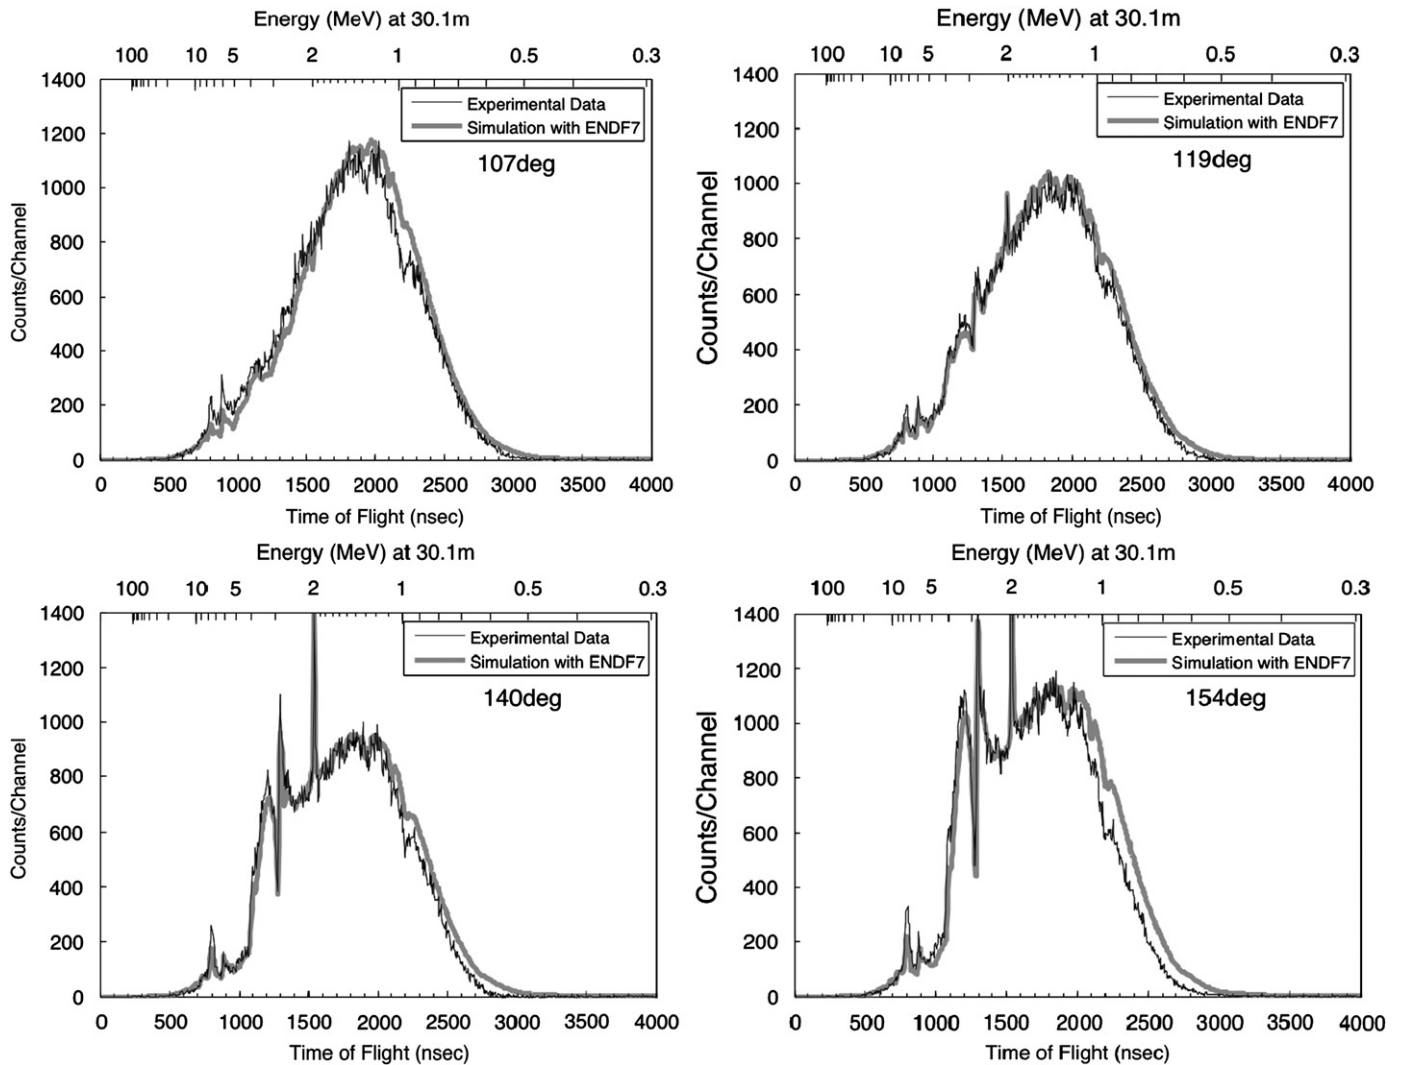 Energy (MeV) at 30.1m
100 10 5 2 1 0.5 0.3
1400
1200
1000
800
600
400
200
0
Counts/Channel
Experimental Data
Simulation with ENDF7
107deg
0 500 1000 1500 2000 2500 3000 3500 4000
Time of Flight (nsec)
Energy (MeV) at 30.1m
100 10 5 2 1 0.5 0.3
1400
1200
1000
800
600
400
200
0
Counts/Channel
Experimental Data
Simulation with ENDF7
119deg
0 500 1000 1500 2000 2500 3000 3500 4000
Time of Flight (nsec)
Energy (MeV) at 30.1m
100 10 5 2 1 0.5 0.3
1400
1200
1000
800
600
400
200
0
Counts/Channel
Experimental Data
Simulation with ENDF7
140deg
0 500 1000 1500 2000 2500 3000 3500 4000
Time of Flight (nsec)
Energy (MeV) at 30.1m
100 10 5 2 1 0.5 0.3
1400
1200
1000
800
600
400
200
0
Counts/Channel
Experimental Data
Simulation with ENDF7
154deg
0 500 1000 1500 2000 2500 3000 3500 4000
Time of Flight (nsec)